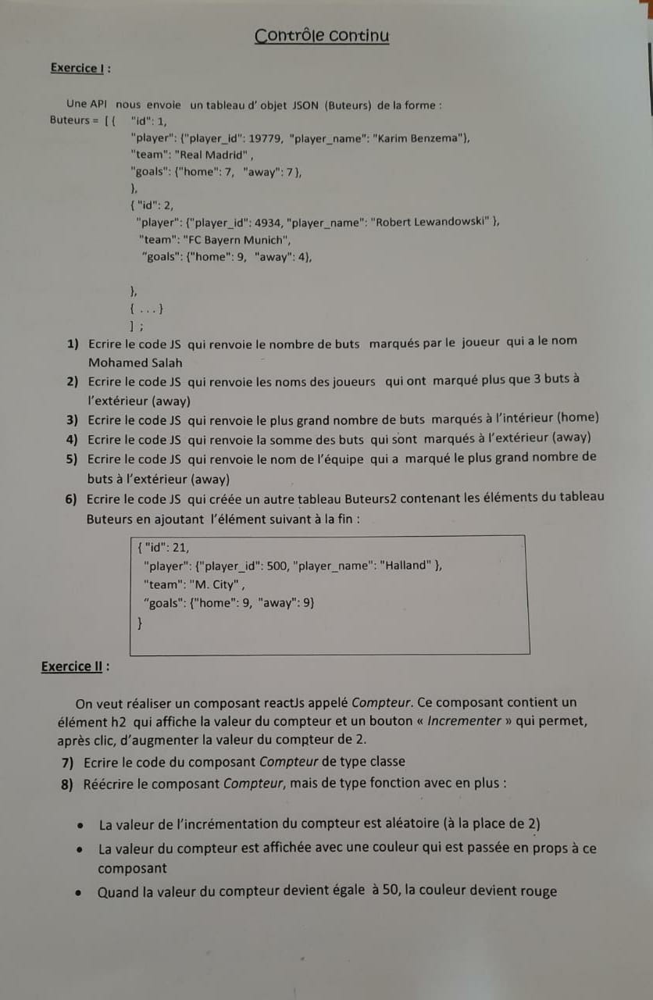 Contrôle continu
Exercice I :
Une API nous envoie un tableau d' objet JSON (Buteurs) de la forme :
Buteurs = [ { "id": 1,
"player": {"player_id": 19779, "player_name": "Karim Benzema"},
"team": "Real Madrid" ,
"goals": {"home": 7, "away": 7 },
},
{ "id": 2,
"player": {"player_id": 4934, "player_name": "Robert Lewandowski" },
"team": "FC Bayern Munich",
“goals": {"home": 9, "away": 4},
},
{ . . . }
] ;
1) Ecrire le code JS qui renvoie le nombre de buts marqués par le joueur qui a le nom
Mohamed Salah
2) Ecrire le code JS qui renvoie les noms des joueurs qui ont marqué plus que 3 buts à
l’extérieur (away)
3) Ecrire le code JS qui renvoie le plus grand nombre de buts marqués à l’intérieur (home)
4) Ecrire le code JS qui renvoie la somme des buts qui sont marqués à l’extérieur (away)
5) Ecrire le code JS qui renvoie le nom de l’équipe qui a marqué le plus grand nombre de
buts à l’extérieur (away)
6) Ecrire le code JS qui créée un autre tableau Buteurs2 contenant les éléments du tableau
Buteurs en ajoutant l’élément suivant à la fin :
{ "id": 21,
"player": {"player_id": 500, "player_name": "Halland" },
"team": "M. City" ,
“goals": {"home": 9, "away": 9}
}
Exercice II :
On veut réaliser un composant reactJs appelé Compteur. Ce composant contient un
élément h2 qui affiche la valeur du compteur et un bouton « Incrementer » qui permet,
après clic, d’augmenter la valeur du compteur de 2.
7) Ecrire le code du composant Compteur de type classe
8) Réécrire le composant Compteur, mais de type fonction avec en plus :
• La valeur de l’incrémentation du compteur est aléatoire (à la place de 2)
• La valeur du compteur est affichée avec une couleur qui est passée en props à ce
composant
• Quand la valeur du compteur devient égale à 50, la couleur devient rouge